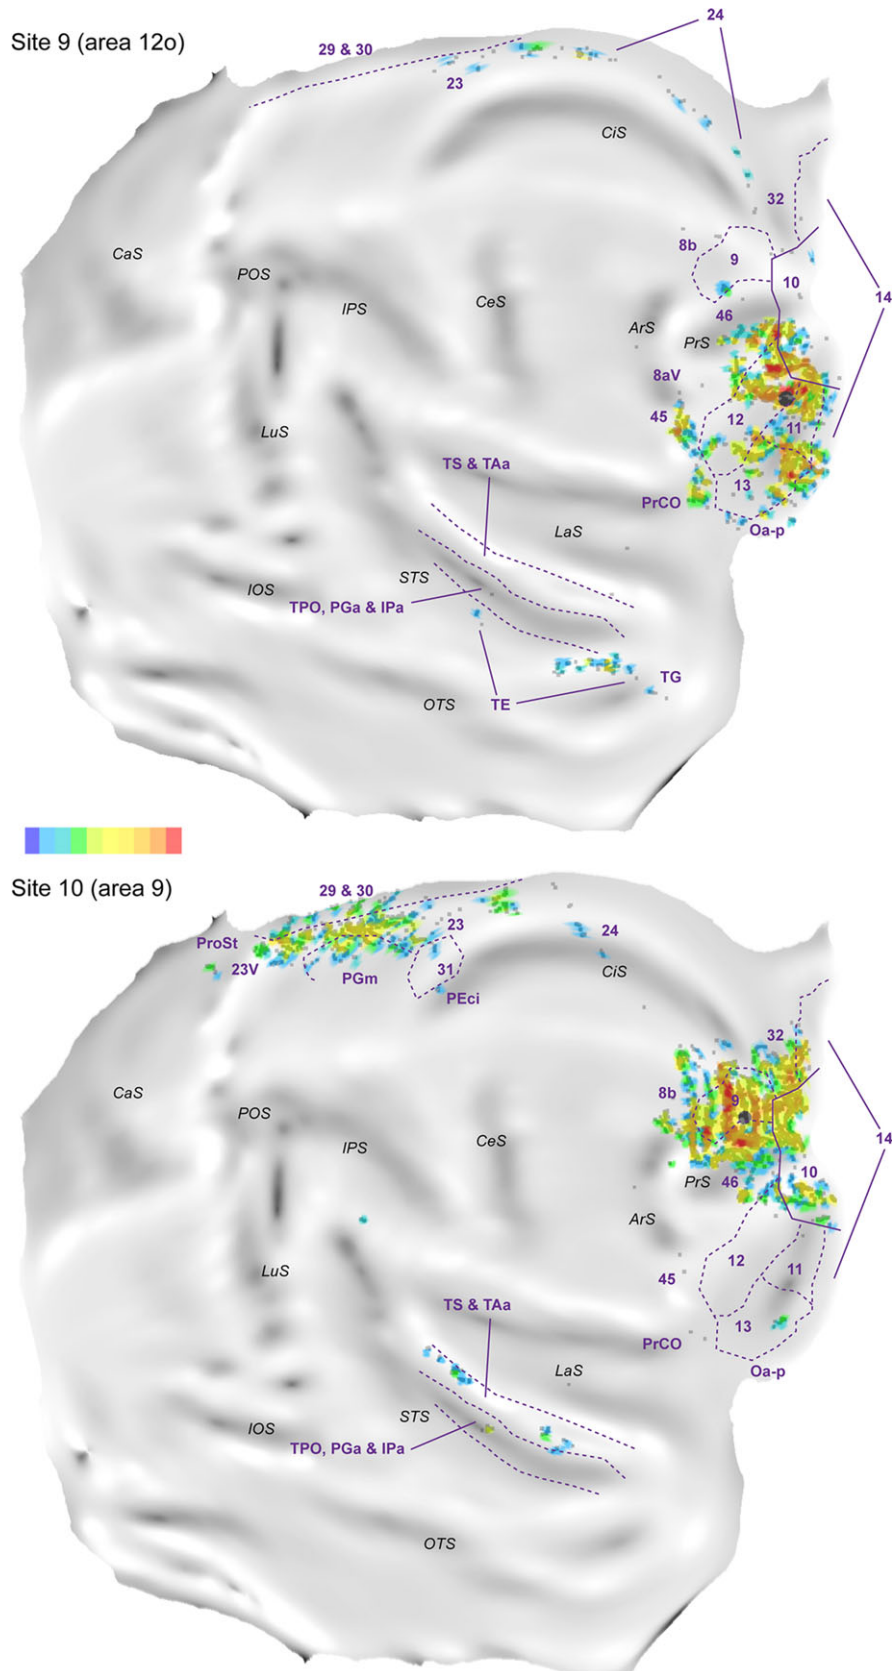 24
Site 9 (area 12o)
29 & 30
23
CiS
32
8b
CaS
9
POS
10
14
IPS
CeS
46
ArS
PrS
8aV
12
45
11
LuS
TS & TAa
13
PrCO
LaS
Oa-p
STS
IOS
TPO, PGa & IPa
TG
OTS
TE
Site 10 (area 9)
29 & 30
23
24
ProSt
23V
31
CiS
PGm
PEci
32
CaS
8b
9
POS
14
CeS
IPS
10
46
PrS
ArS
12
11
LuS
45
TS & TAa
13
PrCO
LaS
Oa-p
STS
IOS
TPO, PGa & IPa
OTS